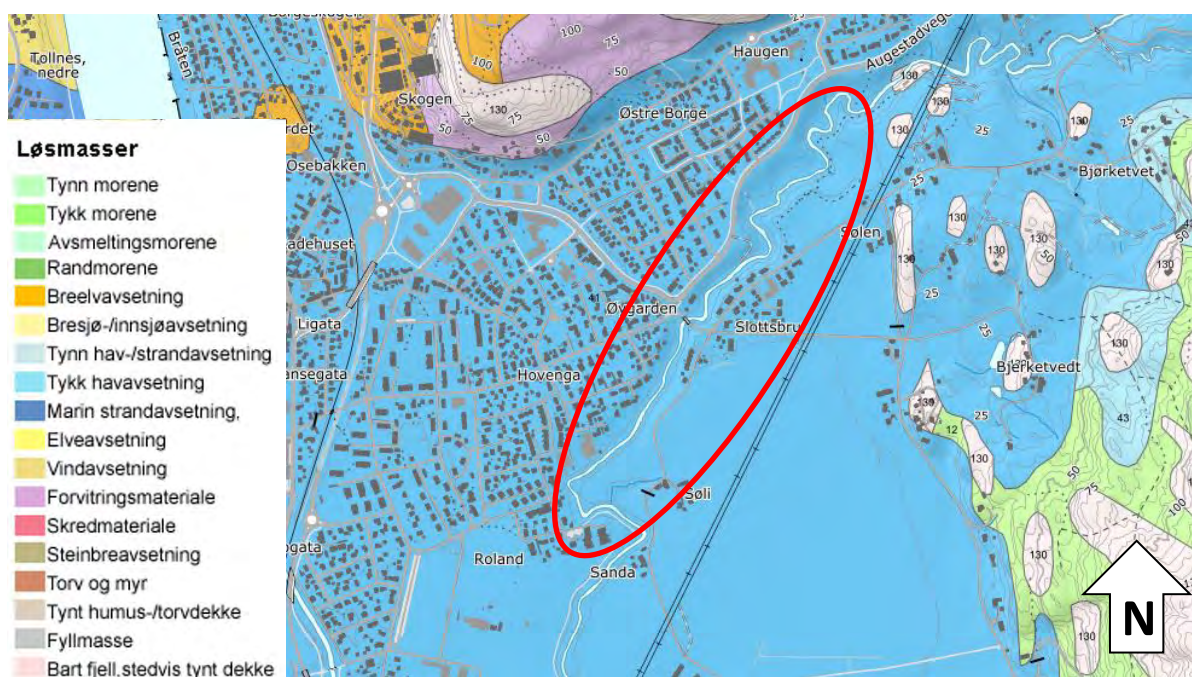 Løsmasser
Tynn morene
Tykk morene
Avsmeltingsmorene
Randmorene
Breelvavsetning
Bresjø-/innsjøavsetning
Tynn hav-/strandavsetning
Tykk havavsetning
Marin strandavsetning,
Elveavsetning
Vindavsetning
Forvitringsmateriale
Skredmateriale
Steinbreavsetning
Torv og myr
Tynt humus-/torvdekke
Fyllmasse
Bart fjell,stedvis tynt dekke
Tollnes,
nedre
Bråten
Skogen
Haugen
Augestadvege
Østre Borge
Osebakken
Bjørketvet
Sølen
Øvgarden
Slottsbru
Ligata
Hovenga
Bjerketvedt
Søli
Roland
Sanda
100
75
50
25
130
41
43
12
N